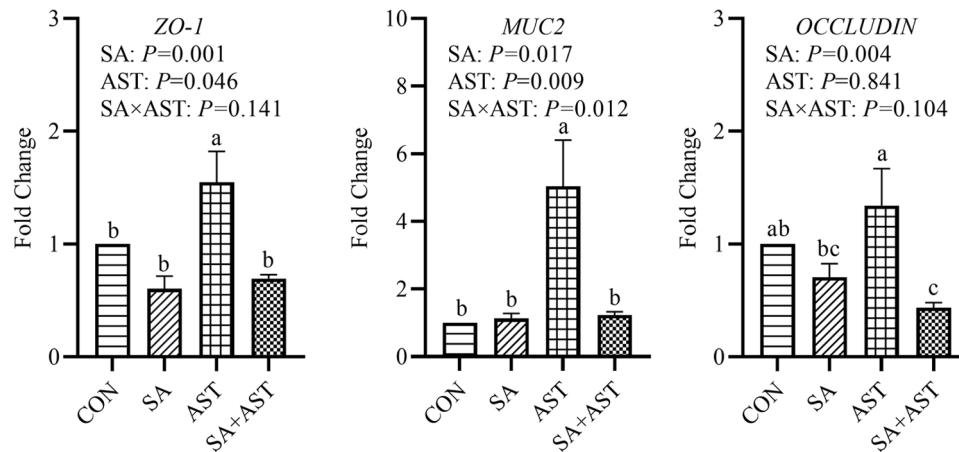 ZO-1
SA: P=0.001
AST: P=0.046
SA×AST: P=0.141
Fold Change
3
2
1
0
b
b
a
b
CON
SA
AST
SA+AST
MUC2
SA: P=0.017
AST: P=0.009
SA×AST: P=0.012
Fold Change
10
8
6
4
2
0
b
b
a
b
CON
SA
AST
SA+AST
OCCLUDIN
SA: P=0.004
AST: P=0.841
SA×AST: P=0.104
Fold Change
3
2
1
0
ab
bc
a
c
CON
SA
AST
SA+AST